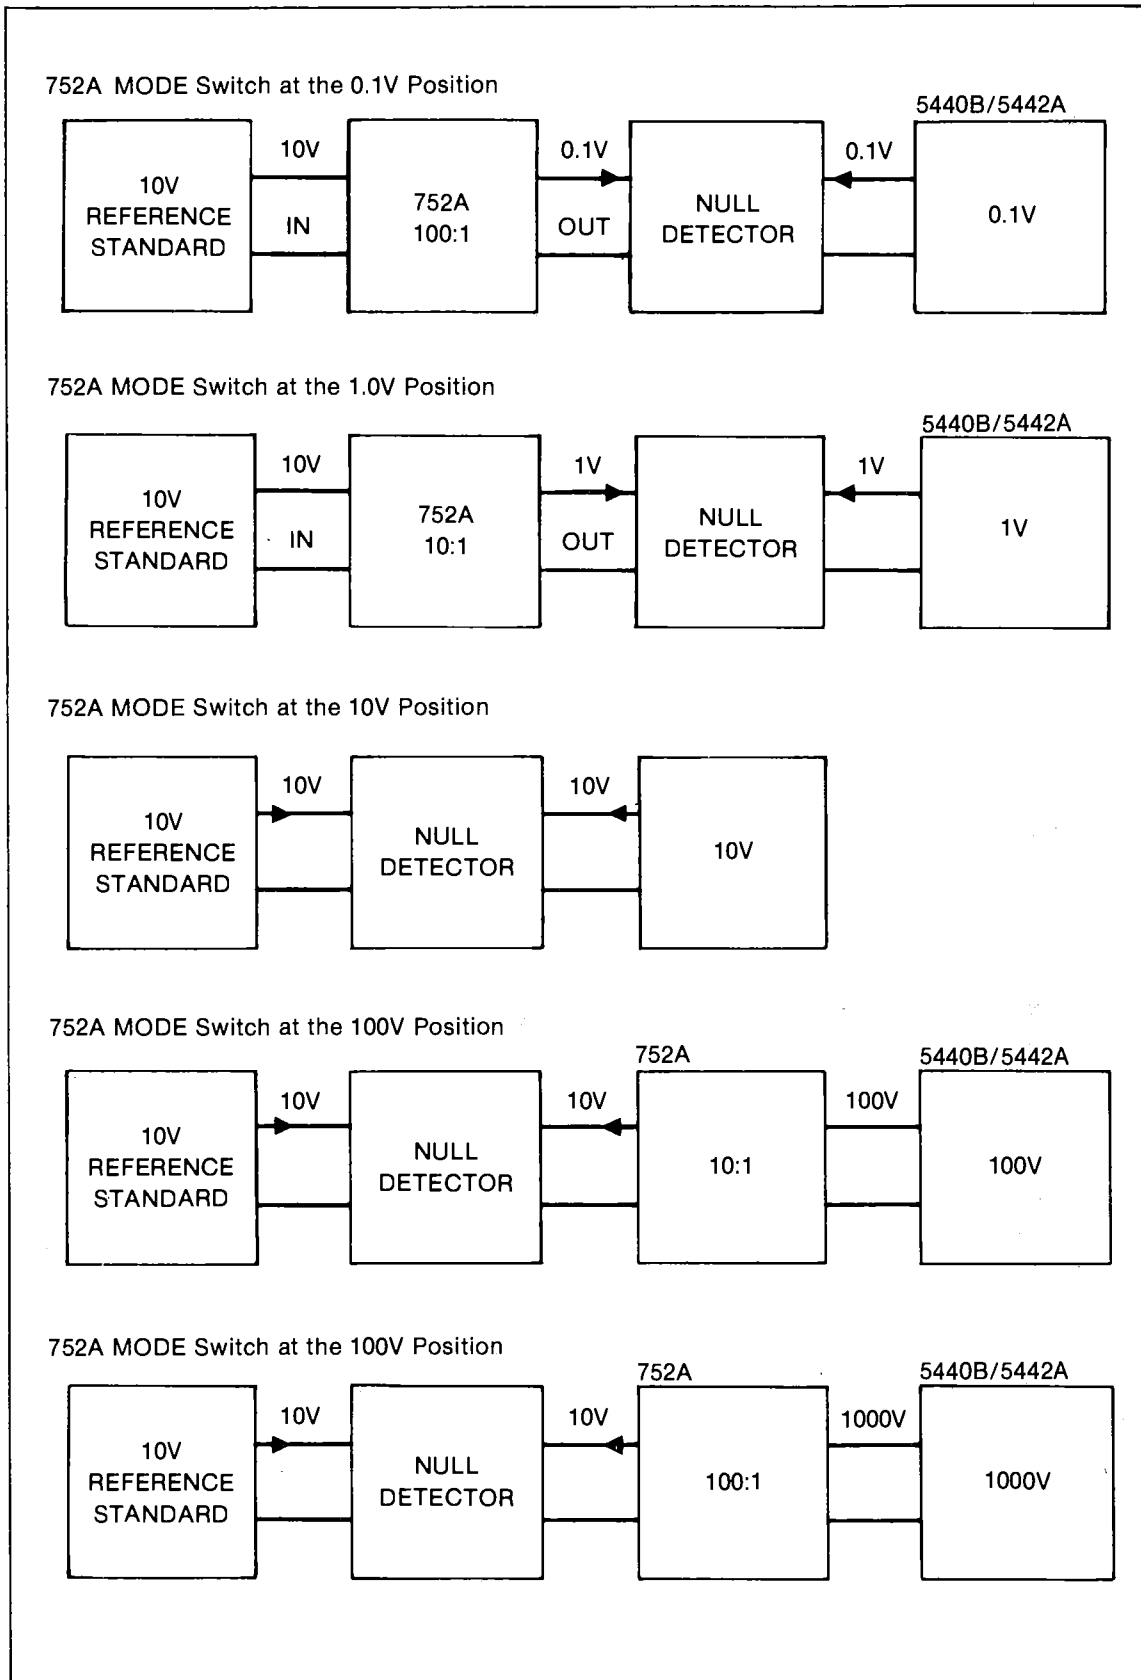 752A MODE Switch at the 0.1V Position
5440B/5442A
10V
REFERENCE
STANDARD
10V
IN
752A
100:1
0.1V
OUT
NULL
DETECTOR
0.1V
0.1V
752A MODE Switch at the 1.0V Position
5440B/5442A
10V
REFERENCE
STANDARD
10V
IN
752A
10:1
1V
OUT
NULL
DETECTOR
1V
1V
752A MODE Switch at the 10V Position
10V
REFERENCE
STANDARD
10V
NULL
DETECTOR
10V
10V
752A MODE Switch at the 100V Position
752A
5440B/5442A
10V
REFERENCE
STANDARD
10V
NULL
DETECTOR
10V
10:1
100V
100V
752A MODE Switch at the 100V Position
752A
5440B/5442A
10V
REFERENCE
STANDARD
10V
NULL
DETECTOR
10V
100:1
1000V
1000V